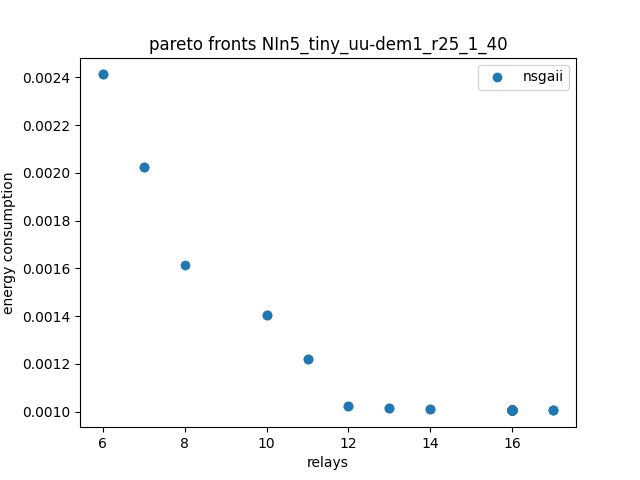 pareto fronts NIn5_tiny_uu-dem1_r25_1_40
nsgaii
energy consumption
0.0024
0.0022
0.0020
0.0018
0.0016
0.0014
0.0012
0.0010
6 8 10 12 14 16
relays